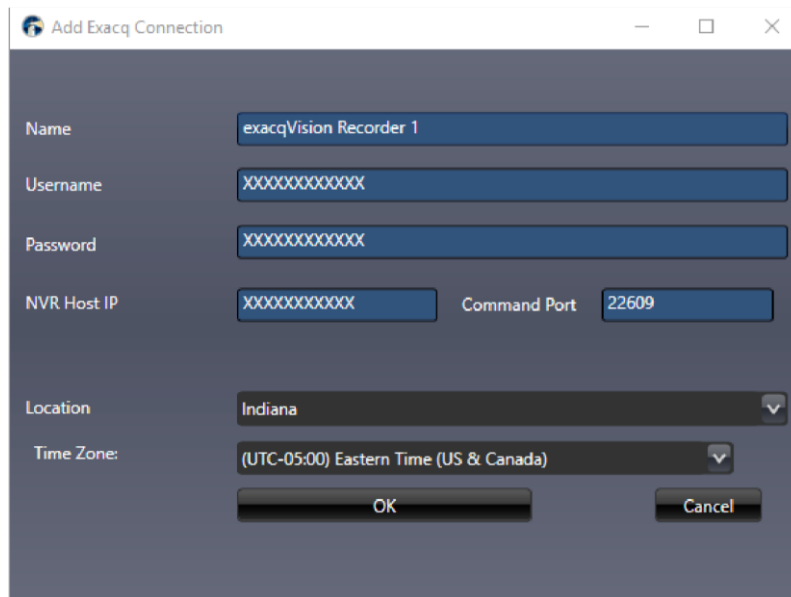 Add Exacq Connection
Name exacqVision Recorder 1
Username XXXXXXXXXXXX
Password XXXXXXXXXXXX
NVR Host IP XXXXXXXXXXX Command Port 22609
Location Indiana
Time Zone: (UTC-05:00) Eastern Time (US & Canada)
OK Cancel